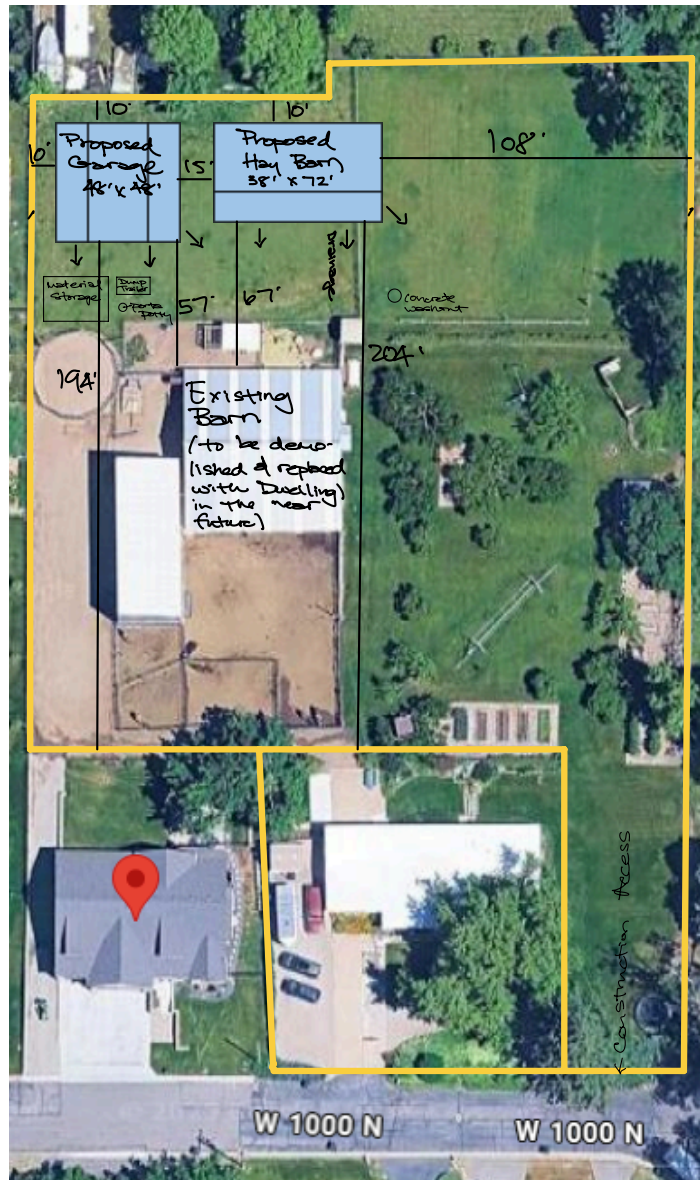 10'
10'
10'
Proposed
Garage
48' x 48'
15'
Proposed
Hay Barn
38' x 72'
108'
material
storage
Dump
Trailer
porta
potty
57'
67'
Drainage
concrete
washout
194'
204'
Existing
Barn
(to be demo-
lished & replaced
with Dwelling)
in the near
future)
Construction Access
W 1000 N
W 1000 N